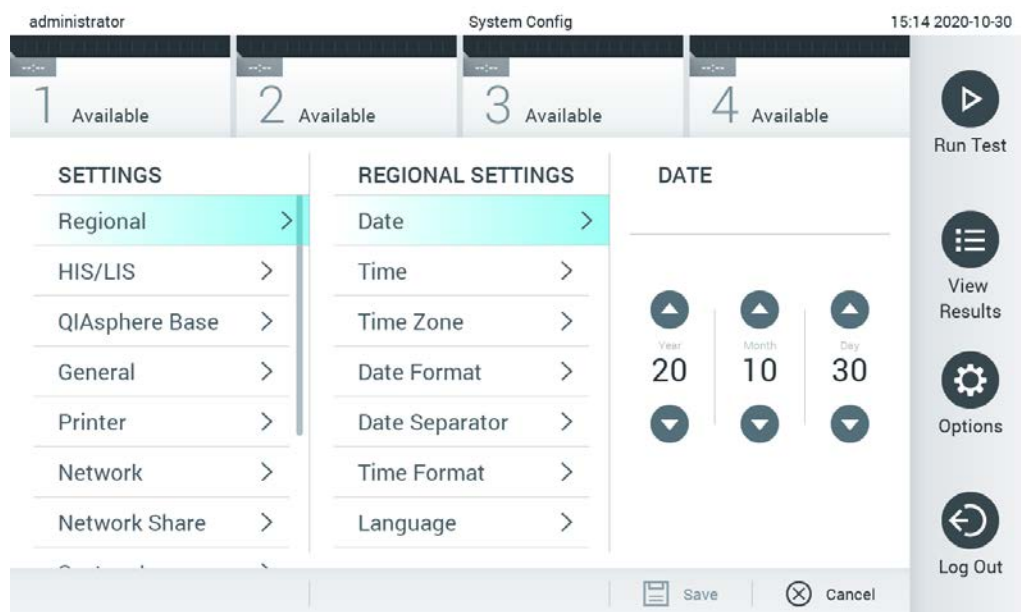 administrator System Config 15:14 2020-10-30
--:-- --:-- --:-- --:--
1 Available 2 Available 3 Available 4 Available
Run Test
SETTINGS REGIONAL SETTINGS DATE
Regional > Date >
HIS/LIS > Time >
View
Results
QIAsphere Base > Time Zone >
Year Month Day
20 10 30
General > Date Format >
Printer > Date Separator >
Options
Network > Time Format >
Network Share > Language >
Log Out
Save Cancel